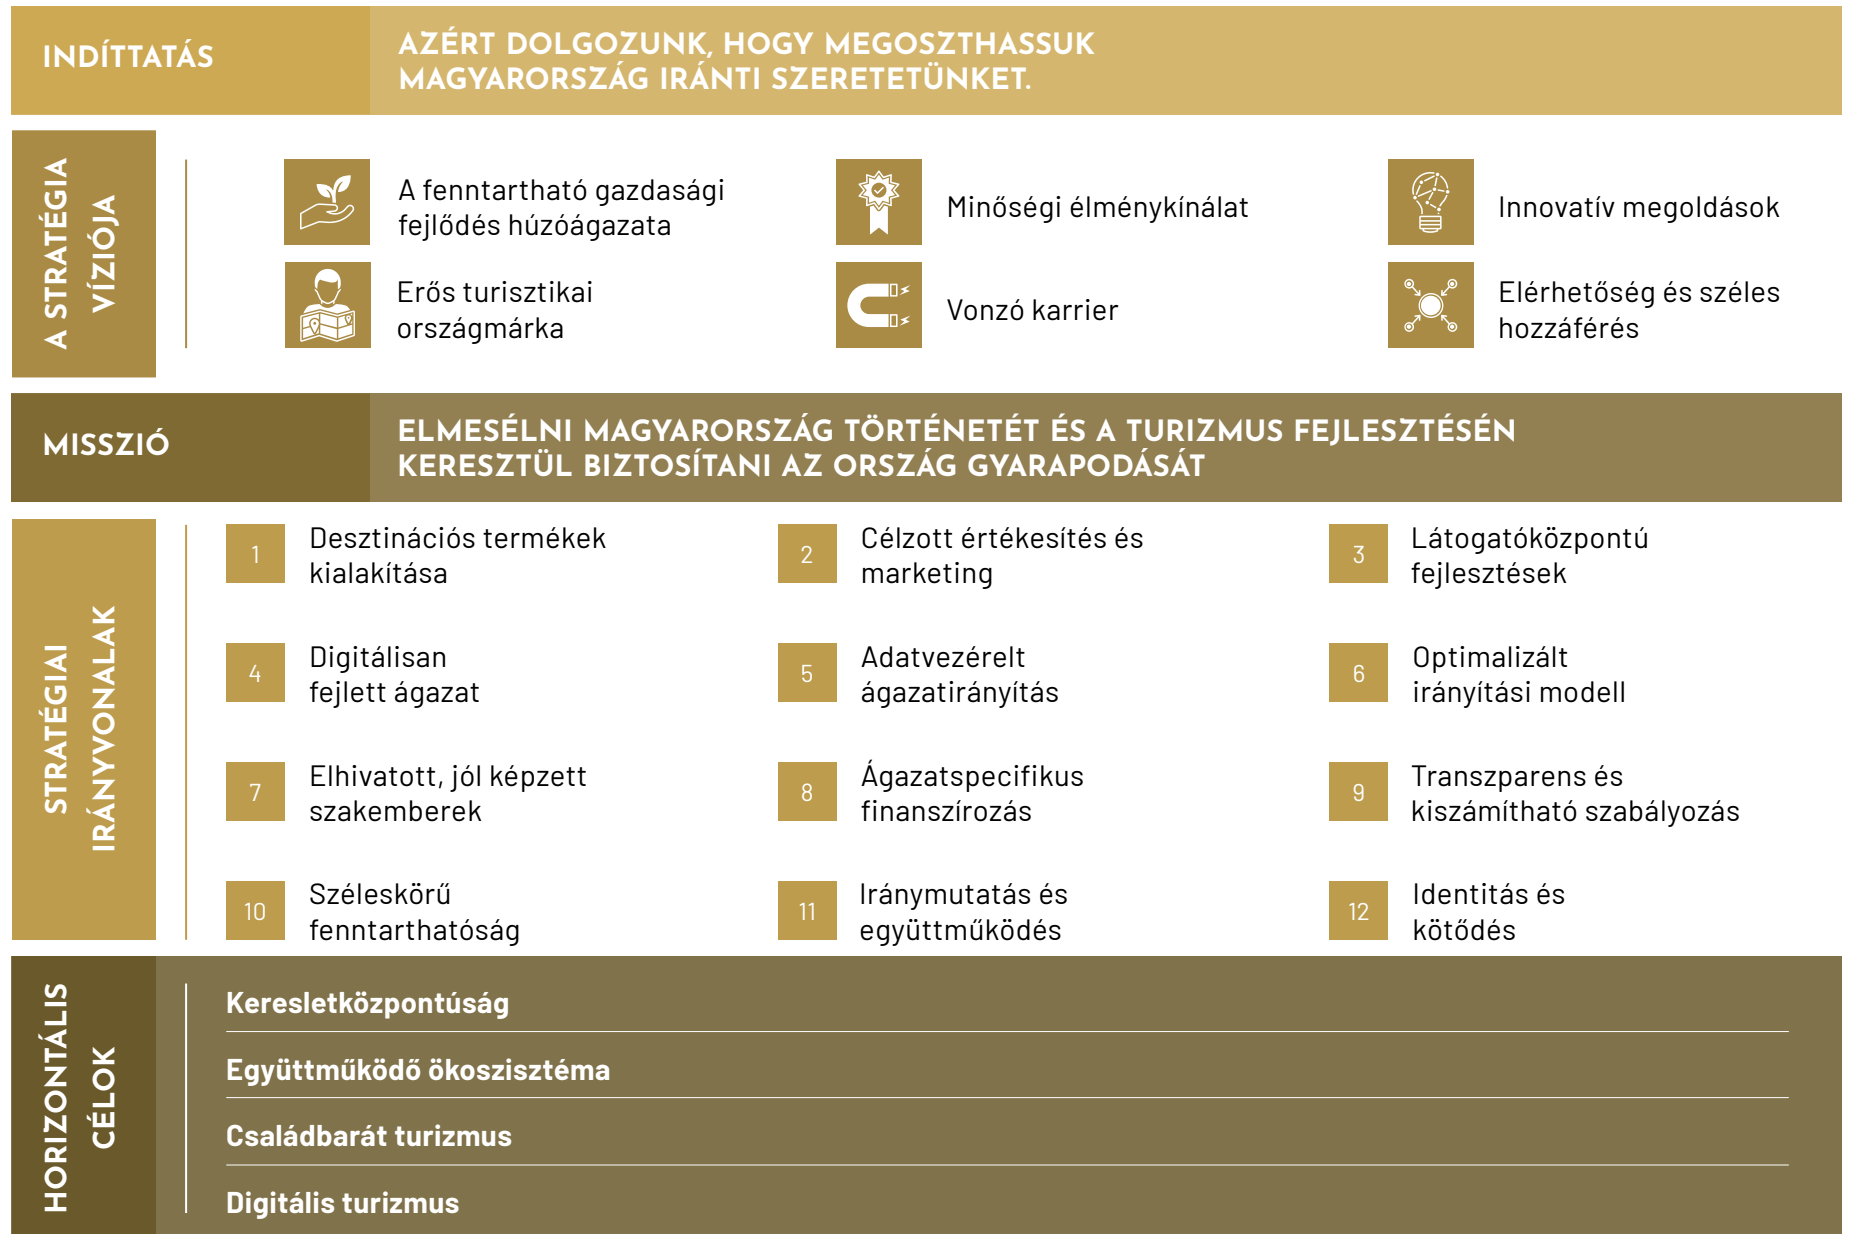 INDÍTTATÁS
AZÉRT DOLGOZUNK, HOGY MEGOSZTHASSUK
MAGYARORSZÁG IRÁNTI SZERETETÜNKET.
A STRATÉGIA
VÍZIÓJA
A fenntartható gazdasági
fejlődés húzóágazata
Minőségi élménykínálat
Innovatív megoldások
Erős turisztikai
országmárka
Vonzó karrier
Elérhetőség és széles
hozzáférés
MISSZIÓ
ELMESÉLNI MAGYARORSZÁG TÖRTÉNETÉT ÉS A TURIZMUS FEJLESZTÉSÉN
KERESZTÜL BIZTOSÍTANI AZ ORSZÁG GYARAPODÁSÁT
STRATÉGIAI
IRÁNYVONALAK
1
Desztinációs termékek
kialakítása
2
Célzott értékesítés és
marketing
3
Látogatóközpontú
fejlesztések
4
Digitálisan
fejlett ágazat
5
Adatvezérelt
ágazatirányítás
6
Optimalizált
irányítási modell
7
Elhivatott, jól képzett
szakemberek
8
Ágazatspecifikus
finanszírozás
9
Transzparens és
kiszámítható szabályozás
10
Széleskörű
fenntarthatóság
11
Iránymutatás és
együttműködés
12
Identitás és
kötődés
HORIZONTÁLIS
CÉLOK
Keresletközpontúság
Együttműködő ökoszisztéma
Családbarát turizmus
Digitális turizmus